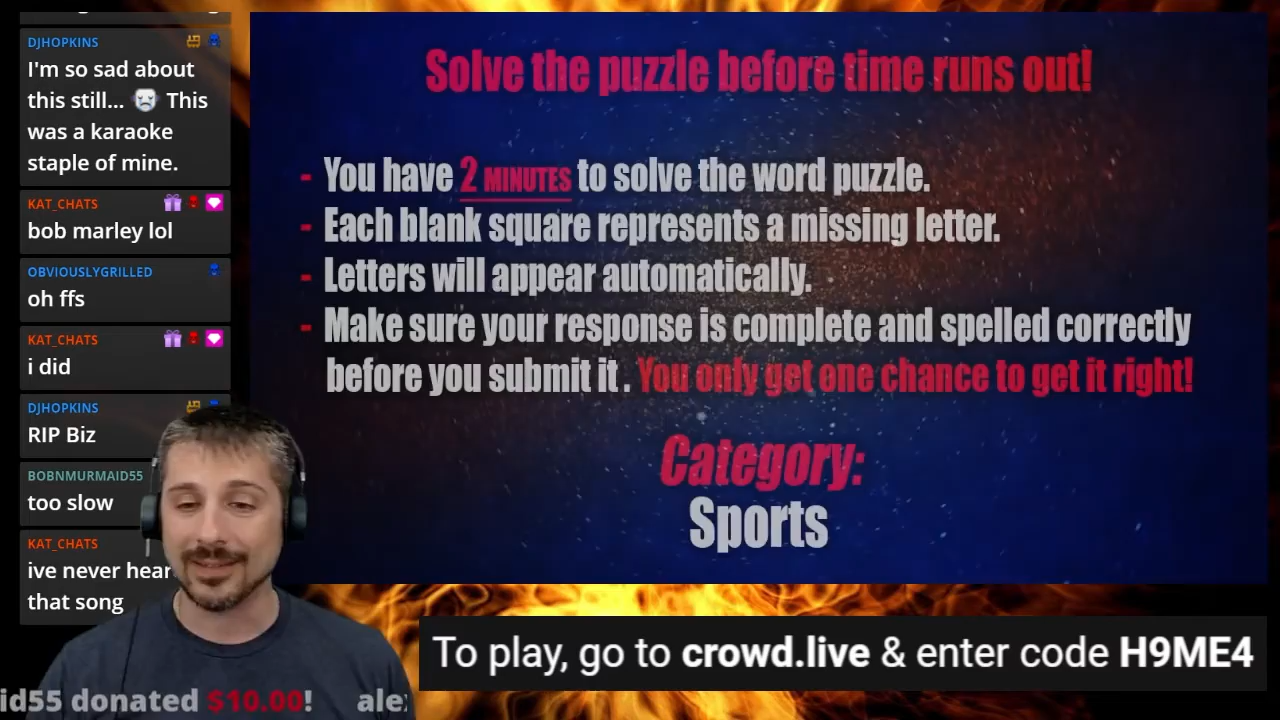 DJHOPKINS
I'm so sad about
this still... This
was a karaoke
staple of mine.
KAT_CHATS
bob marley lol
OBVIOUSLYGRILLED
oh ffs
KAT_CHATS
i did
DJHOPKINS
RIP Biz
BOBNMURMAID55
too slow
KAT_CHATS
ive never hear
that song
Solve the puzzle before time runs out!
- You have 2 MINUTES to solve the word puzzle.
- Each blank square represents a missing letter.
- Letters will appear automatically.
- Make sure your response is complete and spelled correctly
before you submit it . You only get one chance to get it right!
Category:
Sports
To play, go to crowd.live & enter code H9ME4
id55 donated $10.00! ale